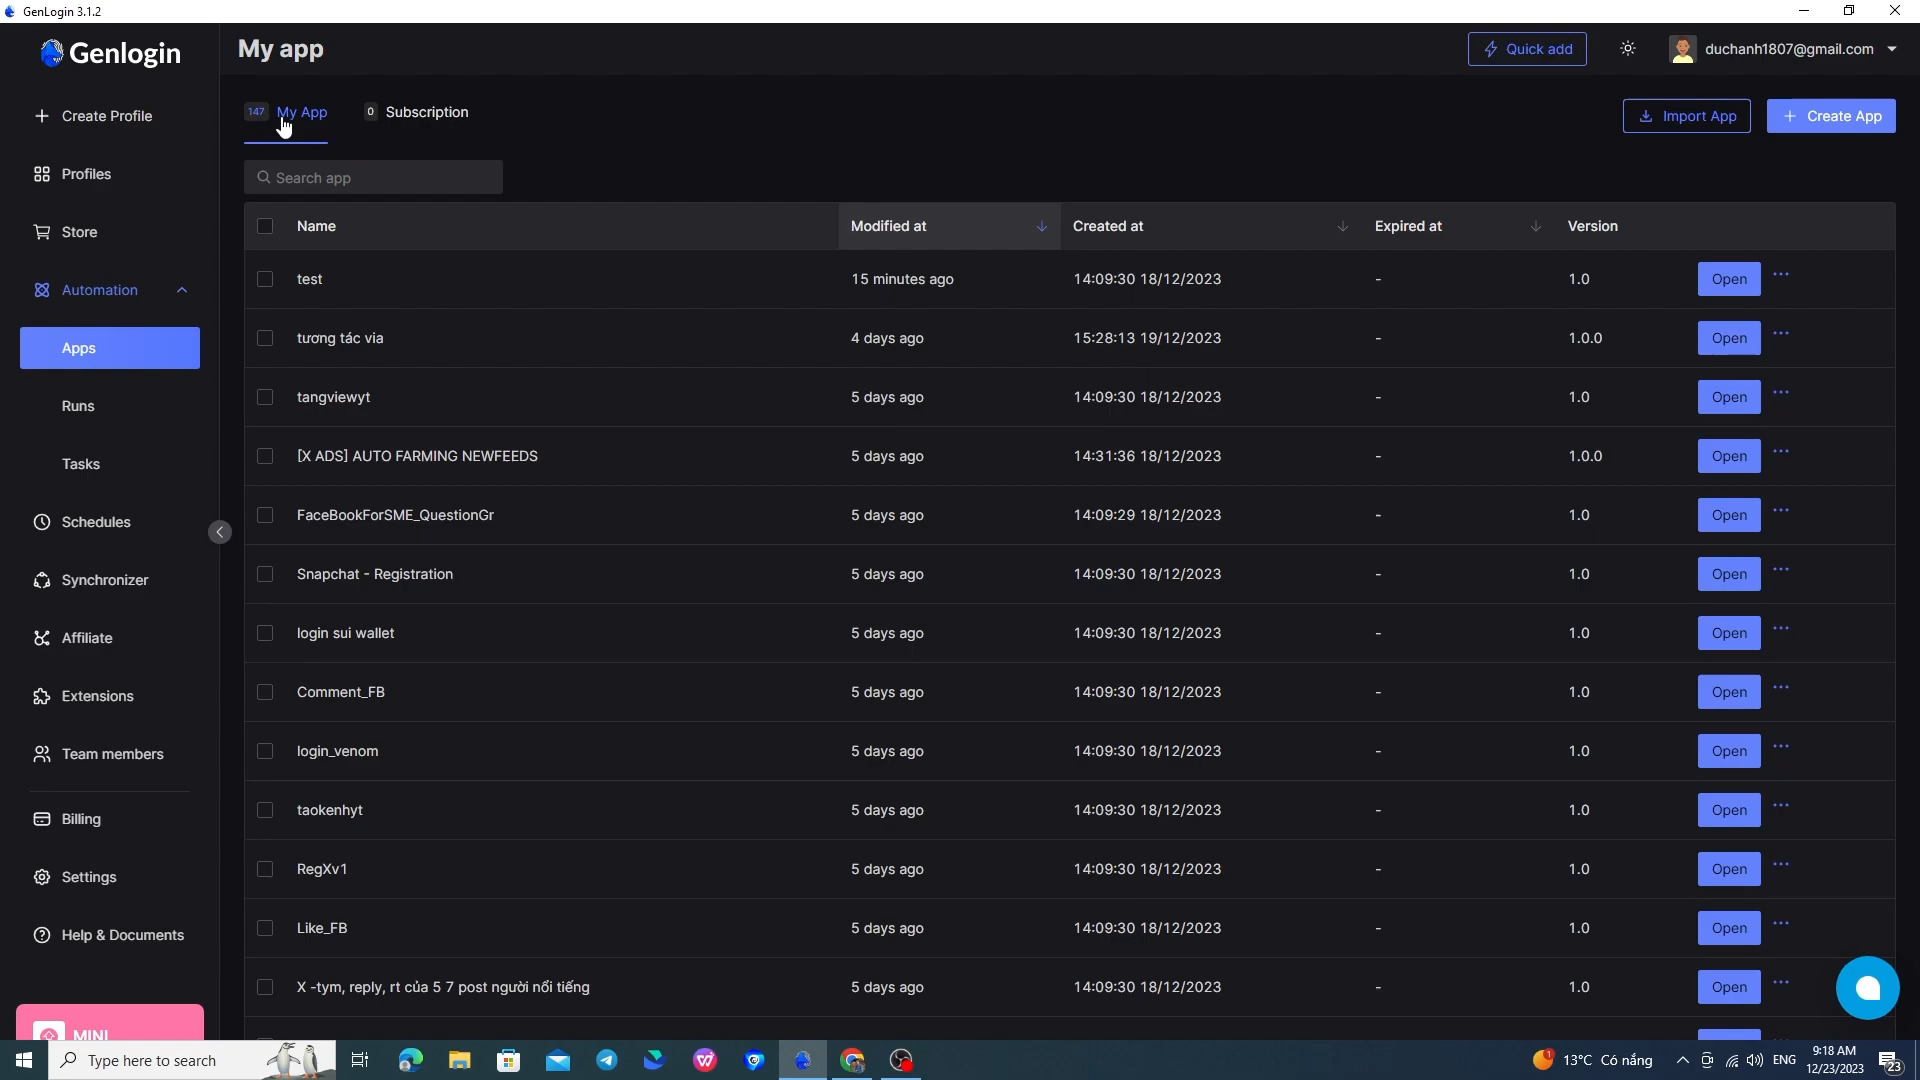 GenLogin 3.1.2
Genlogin
My app
Quick add
duchanh1807@gmail.com
Create Profile
147 My App
0 Subscription
Import App
Create App
Profiles
Search app
Store
Name Modified at Created at Expired at Version
Automation
test 15 minutes ago 14:09:30 18/12/2023 - 1.0 Open ...
Apps
tương tác via 4 days ago 15:28:13 19/12/2023 - 1.0.0 Open ...
Runs
tangviewyt 5 days ago 14:09:30 18/12/2023 - 1.0 Open ...
Tasks
[X ADS] AUTO FARMING NEWFEEDS 5 days ago 14:31:36 18/12/2023 - 1.0.0 Open ...
Schedules
FaceBookForSME_QuestionGr 5 days ago 14:09:29 18/12/2023 - 1.0 Open ...
Synchronizer
Snapchat - Registration 5 days ago 14:09:30 18/12/2023 - 1.0 Open ...
Affiliate
login sui wallet 5 days ago 14:09:30 18/12/2023 - 1.0 Open ...
Extensions
Comment_FB 5 days ago 14:09:30 18/12/2023 - 1.0 Open ...
Team members
login_venom 5 days ago 14:09:30 18/12/2023 - 1.0 Open ...
Billing
taokenhyt 5 days ago 14:09:30 18/12/2023 - 1.0 Open ...
Settings
RegXv1 5 days ago 14:09:30 18/12/2023 - 1.0 Open ...
Help & Documents
Like_FB 5 days ago 14:09:30 18/12/2023 - 1.0 Open ...
X -tym, reply, rt của 5 7 post người nổi tiếng 5 days ago 14:09:30 18/12/2023 - 1.0 Open ...
MINI
Type here to search
1
13°C Có nắng
ENG
9:18 AM
12/23/2023
23